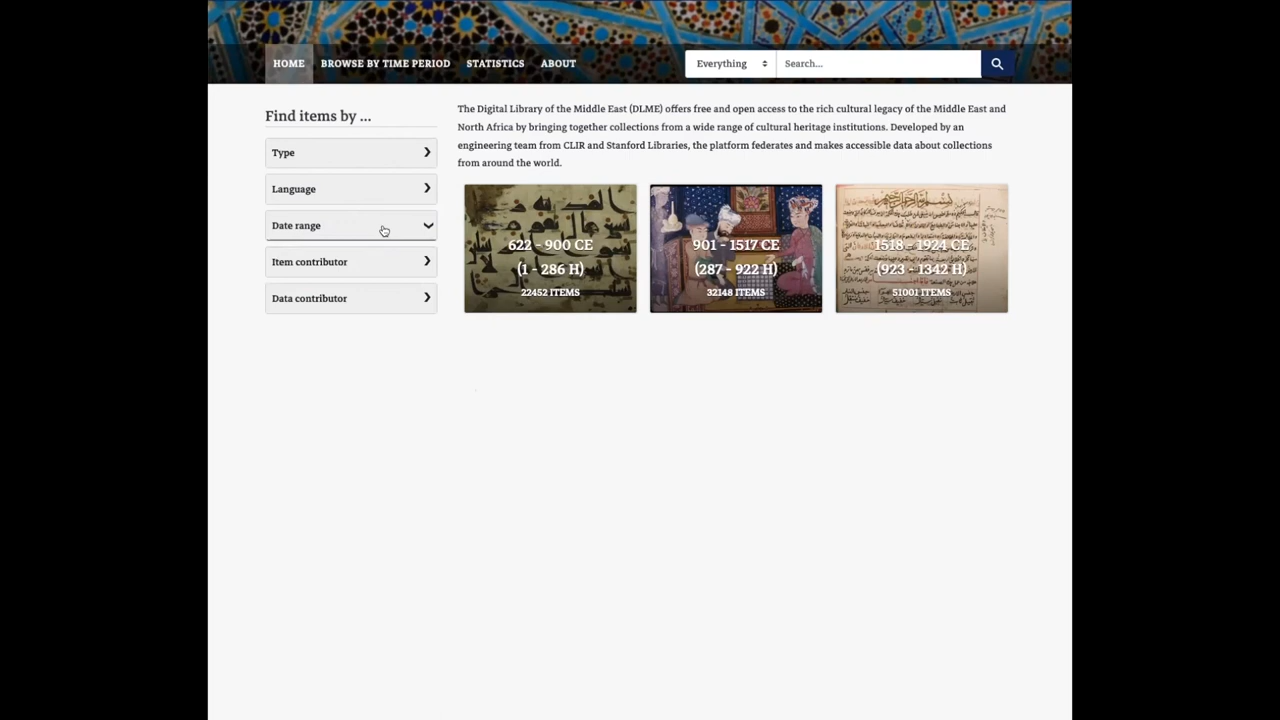 HOME BROWSE BY TIME PERIOD STATISTICS ABOUT Everything Search...
Find items by ...
Type
Language
Date range
Item contributor
Data contributor
The Digital Library of the Middle East (DLME) offers free and open access to the rich cultural legacy of the Middle East and
North Africa by bringing together collections from a wide range of cultural heritage institutions. Developed by an
engineering team from CLIR and Stanford Libraries, the platform federates and makes accessible data about collections
from around the world.
622 - 900 CE
(1 - 286 H)
22452 ITEMS
901 - 1517 CE
(287 - 922 H)
32148 ITEMS
1518 - 1924 CE
(923 - 1342 H)
51001 ITEMS